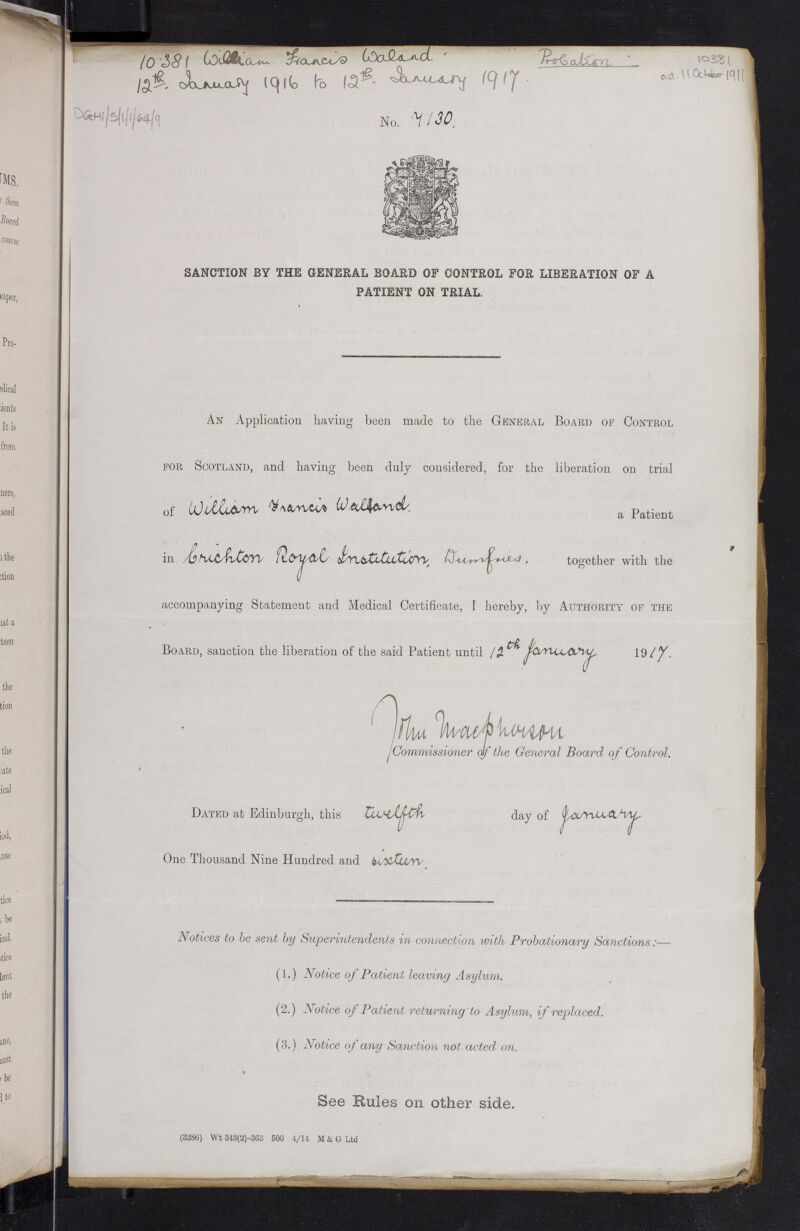 10381 William Francis Waland. Probation - 10381
12th. January 1916 to 12th. January 1917. ad. 11 October 1911
DGH1/5/1/1/64/9
No. 7130.
SANCTION BY THE GENERAL BOARD OF CONTROL FOR LIBERATION OF A
PATIENT ON TRIAL.
AN Application having been made to the GENERAL BOARD OF CONTROL
FOR SCOTLAND, and having been duly considered, for the liberation on trial
of William Francis Walland. a Patient
in Crichton Royal Institution, Dumfries, together with the
accompanying Statement and Medical Certificate, I hereby, by AUTHORITY OF THE
BOARD, sanction the liberation of the said Patient until 12th January 1917.
John Macpherson
Commissioner of the General Board of Control.
DATED at Edinburgh, this twelfth day of January
One Thousand Nine Hundred and sixteen.
Notices to be sent by Superintendents in connection with Probationary Sanctions:—
(1.) Notice of Patient leaving Asylum.
(2.) Notice of Patient returning to Asylum, if replaced.
(3.) Notice of any Sanction not acted on.
See Rules on other side.
(3286) Wt 343(2)-363 500 4/14 M & G Ltd